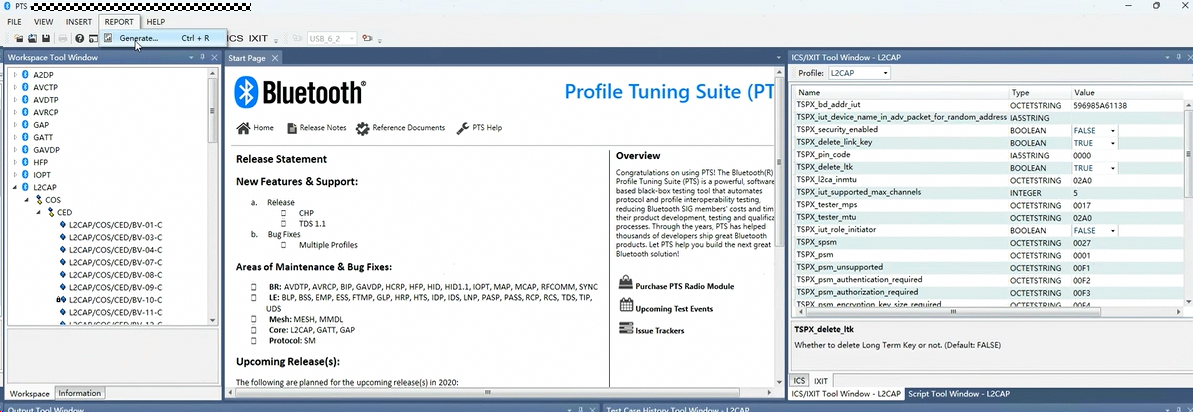 PTS
FILE VIEW INSERT REPORT HELP
Generate... Ctrl + R
ICS IXIT
USB_6_2
Workspace Tool Window
A2DP
AVCTP
AVDTP
AVRCP
GAP
GATT
GAVDP
HFP
IOPT
L2CAP
COS
CED
L2CAP/COS/CED/BV-01-C
L2CAP/COS/CED/BV-03-C
L2CAP/COS/CED/BV-04-C
L2CAP/COS/CED/BV-07-C
L2CAP/COS/CED/BV-08-C
L2CAP/COS/CED/BV-09-C
L2CAP/COS/CED/BV-10-C
L2CAP/COS/CED/BV-11-C
Workspace Information
Start Page
Bluetooth®
Profile Tuning Suite (PT
Home Release Notes Reference Documents PTS Help
Release Statement
New Features & Support:
a. Release
CHP
TDS 1.1
b. Bug Fixes
Multiple Profiles
Areas of Maintenance & Bug Fixes:
BR: AVDTP, AVRCP, BIP, GAVDP, HCRP, HFP, HID, HID1.1, IOPT, MAP, MCAP, RFCOMM, SYNC
LE: BLP, BSS, EMP, ESS, FTMP, GLP, HRP, HTS, IDP, IDS, LNP, PASP, PASS, RCP, RCS, TDS, TIP,
UDS
Mesh: MESH, MMDL
Core: L2CAP, GATT, GAP
Protocol: SM
Upcoming Release(s):
The following are planned for the upcoming release(s) in 2020:
Overview
Congratulations on using PTS! The Bluetooth(R)
Profile Tuning Suite (PTS) is a powerful, software
based black-box testing tool that automates
protocol and profile interoperability testing,
reducing Bluetooth SIG members' costs and tim
their product development, testing and qualifica
processes. Through the years, PTS has helped
thousands of developers ship great Bluetooth
products. Let PTS help you build the next great
Bluetooth solution!
Purchase PTS Radio Module
Upcoming Test Events
Issue Trackers
ICS/IXIT Tool Window - L2CAP
Profile: L2CAP
Name Type Value
TSPX_bd_addr_iut OCTETSTRING 596985A61138
TSPX_iut_device_name_in_adv_packet_for_random_address IA5STRING
TSPX_security_enabled BOOLEAN FALSE
TSPX_delete_link_key BOOLEAN TRUE
TSPX_pin_code IA5STRING 0000
TSPX_delete_ltk BOOLEAN TRUE
TSPX_l2ca_inmtu OCTETSTRING 02A0
TSPX_iut_supported_max_channels INTEGER 5
TSPX_tester_mps OCTETSTRING 0017
TSPX_tester_mtu OCTETSTRING 02A0
TSPX_iut_role_initiator BOOLEAN FALSE
TSPX_spsm OCTETSTRING 0027
TSPX_psm OCTETSTRING 0001
TSPX_psm_unsupported OCTETSTRING 00F1
TSPX_psm_authentication_required OCTETSTRING 00F2
TSPX_psm_authorization_required OCTETSTRING 00F3
TSPX_psm_encryption_key_size_required OCTETSTRING 00F4
TSPX_delete_ltk
Whether to delete Long Term Key or not. (Default: FALSE)
ICS IXIT
ICS/IXIT Tool Window - L2CAP Script Tool Window - L2CAP
Output Tool Window
Test Case History Tool Window - L2CAP